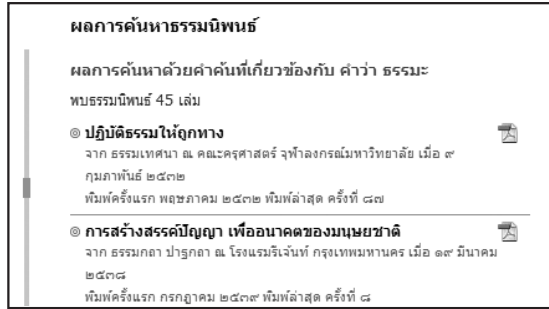 ผลการค้นหาธรรมนิพนธ์
ผลการค้นหาด้วยคำค้นที่เกี่ยวข้องกับ คำว่า ธรรมะ
พบธรรมนิพนธ์ 45 เล่ม
ปฏิบัติธรรมให้ถูกทาง
จาก ธรรมเทศนา ณ คณะครุศาสตร์ จุฬาลงกรณ์มหาวิทยาลัย เมื่อ ๙
กุมภาพันธ์ ๒๕๓๒
พิมพ์ครั้งแรก พฤษภาคม ๒๕๓๒ พิมพ์ล่าสุด ครั้งที่ ๘๗
การสร้างสรรค์ปัญญา เพื่ออนาคตของมนุษยชาติ
จาก ธรรมกถา ปาฐกถา ณ โรงแรมริเจ้นท์ กรุงเทพมหานคร เมื่อ ๑๙ มีนาคม
๒๕๓๘
พิมพ์ครั้งแรก กรกฎาคม ๒๕๓๙ พิมพ์ล่าสุด ครั้งที่ ๘